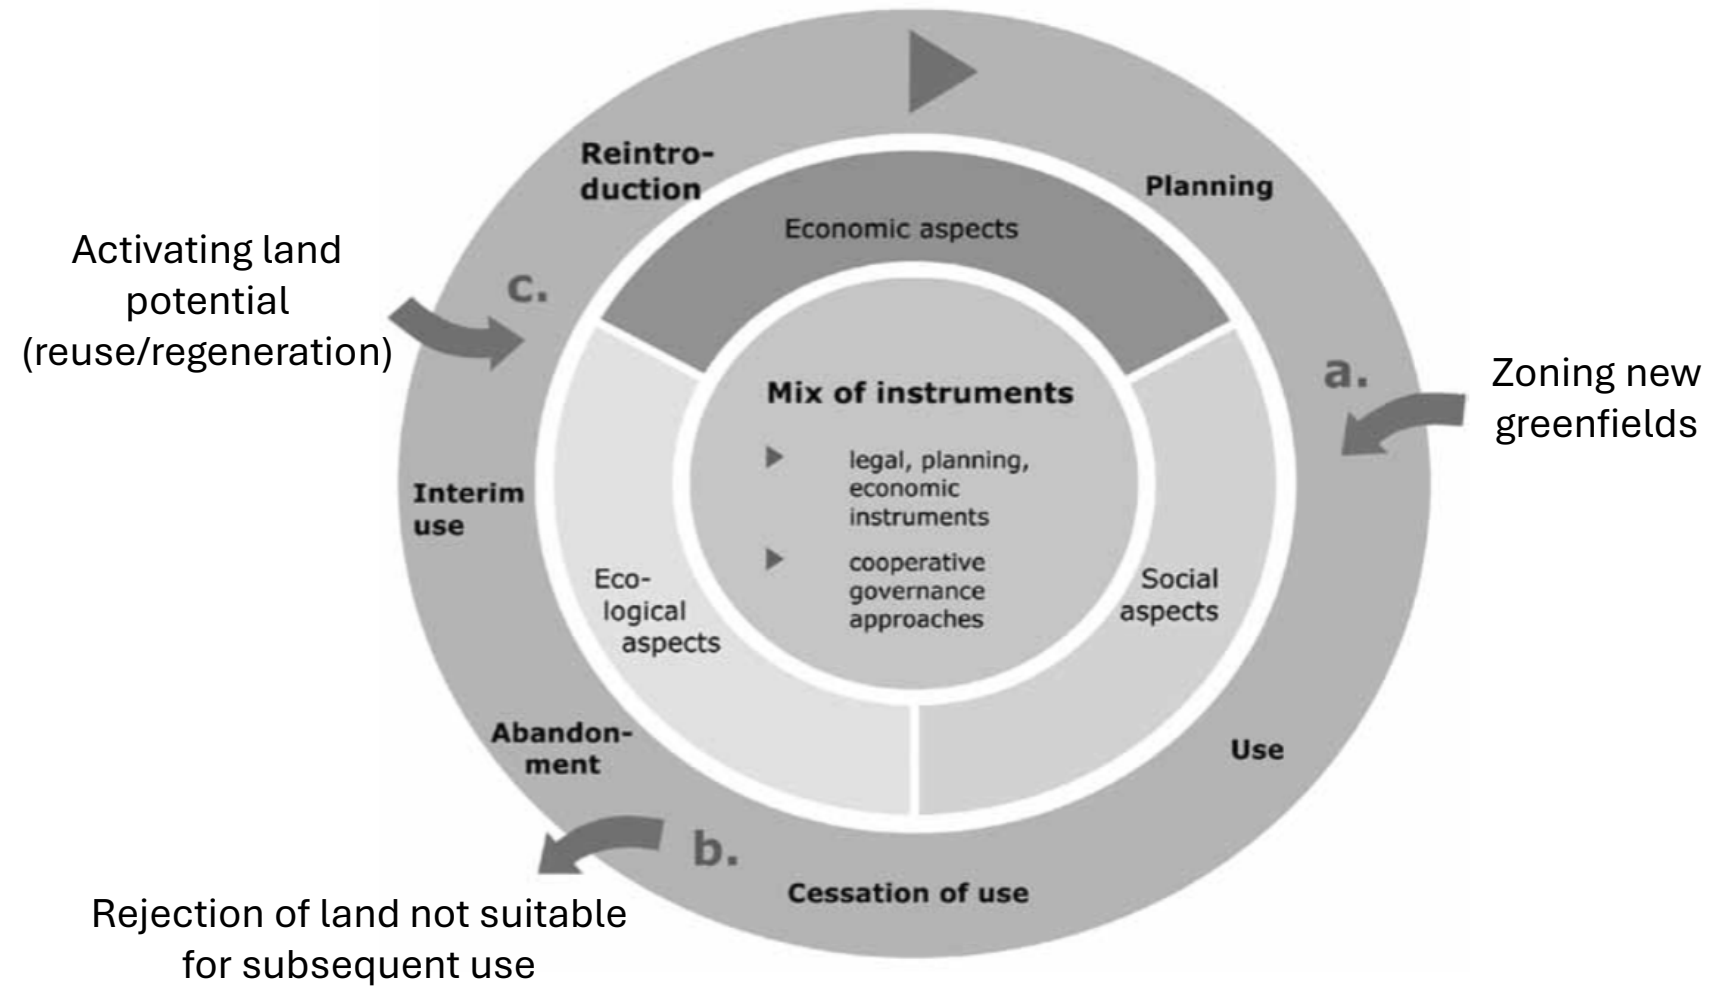 Reintro-
duction
Planning
Economic aspects
Activating land
potential
(reuse/regeneration)
c.
a.
Zoning new
greenfields
Mix of instruments
legal, planning,
economic
instruments
cooperative
governance
approaches
Interim
use
Eco-
logical
aspects
Social
aspects
Abandon-
ment
Use
b.
Cessation of use
Rejection of land not suitable
for subsequent use